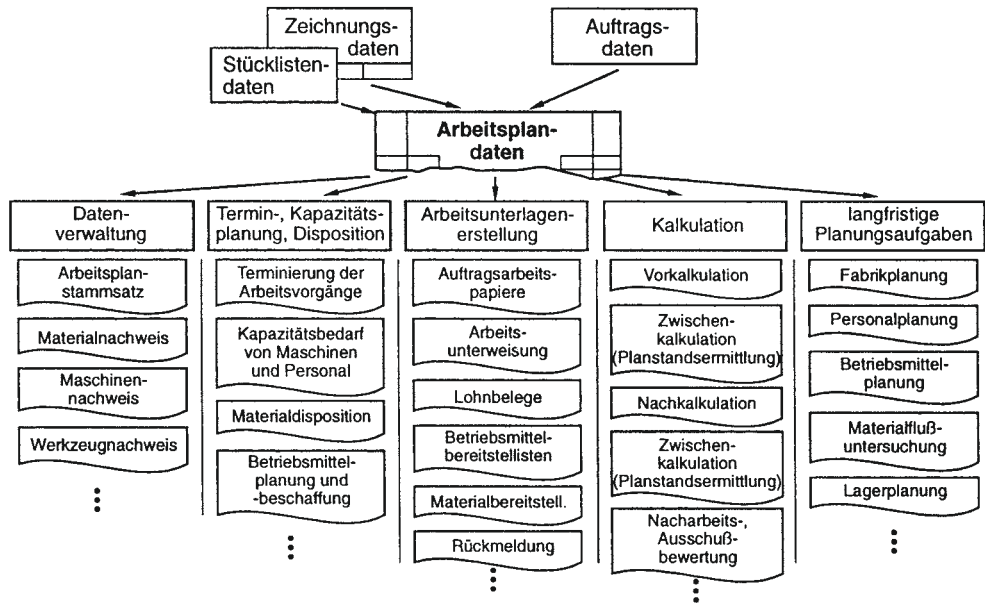 Zeichnungs-
daten
Stücklisten-
daten
Auftrags-
daten
Arbeitsplan-
daten
Daten-
verwaltung
Arbeitsplan-
stammsatz
Materialnachweis
Maschinen-
nachweis
Werkzeugnachweis
Termin-, Kapazitäts-
planung, Disposition
Terminierung der
Arbeitsvorgänge
Kapazitätsbedarf
von Maschinen
und Personal
Materialdisposition
Betriebsmittel-
planung und
-beschaffung
Arbeitsunterlagen-
erstellung
Auftragsarbeits-
papiere
Arbeits-
unterweisung
Lohnbelege
Betriebsmittel-
bereitstellisten
Materialbereitstell.
Rückmeldung
Kalkulation
Vorkalkulation
Zwischen-
kalkulation
(Planstandsermittlung)
Nachkalkulation
Zwischen-
kalkulation
(Planstandsermittlung)
Nacharbeits-,
Ausschuß-
bewertung
langfristige
Planungsaufgaben
Fabrikplanung
Personalplanung
Betriebsmittel-
planung
Materialfluß-
untersuchung
Lagerplanung